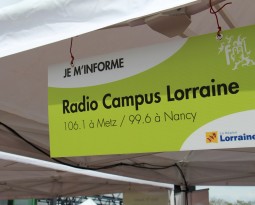 JE M'INFORME
Radio Campus Lorraine
106.1 à Metz / 99.6 à Nancy
Lorraine